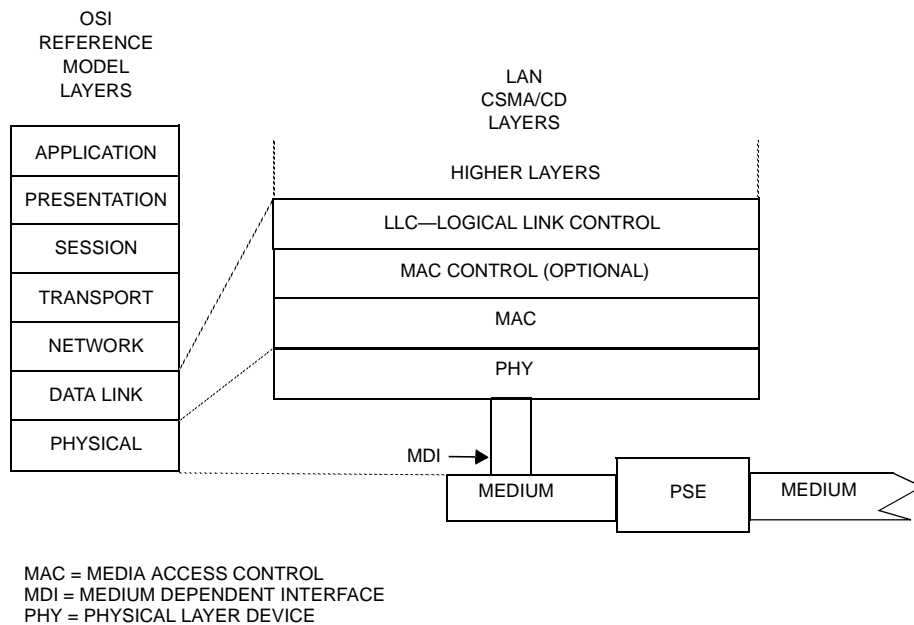 OSI
REFERENCE
MODEL
LAYERS
APPLICATION
PRESENTATION
SESSION
TRANSPORT
NETWORK
DATA LINK
PHYSICAL
LAN
CSMA/CD
LAYERS
HIGHER LAYERS
LLC—LOGICAL LINK CONTROL
MAC CONTROL (OPTIONAL)
MAC
PHY
MDI
MEDIUM
PSE
MEDIUM
MAC = MEDIA ACCESS CONTROL
MDI = MEDIUM DEPENDENT INTERFACE
PHY = PHYSICAL LAYER DEVICE